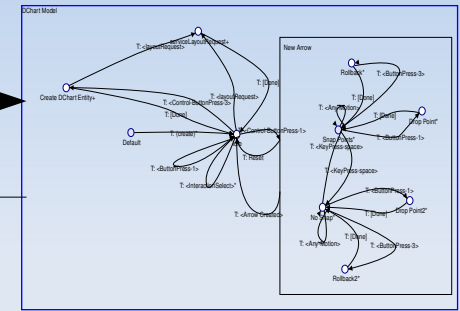 DChart Model
serviceLayoutRequest+
T: <layoutRequest>
New Arrow
Rollback*
T: [Done]
T: <ButtonPress-3>
Create DChart Entity+
T: <layoutRequest>
T: [Done]
T: <Control-ButtonPress-3>
T: <AnyMotion>
T: [Done]
T: [Done]
Drop Point*
Default
T: [create]*
T: <Control-ButtonPress-1>
Snap Points*
T: <ButtonPress-1>
T: <KeyPress-space>
T: Reset
T: <ButtonPress-1>
T: <KeyPress-space>
T: <InteractionSelect>*
T: <ButtonPress-1>
T: <Arrow Created>
No Snap*
T: [Done]
Drop Point2*
T: <AnyMotion>
T: [Done]
T: <ButtonPress-3>
Rollback2*